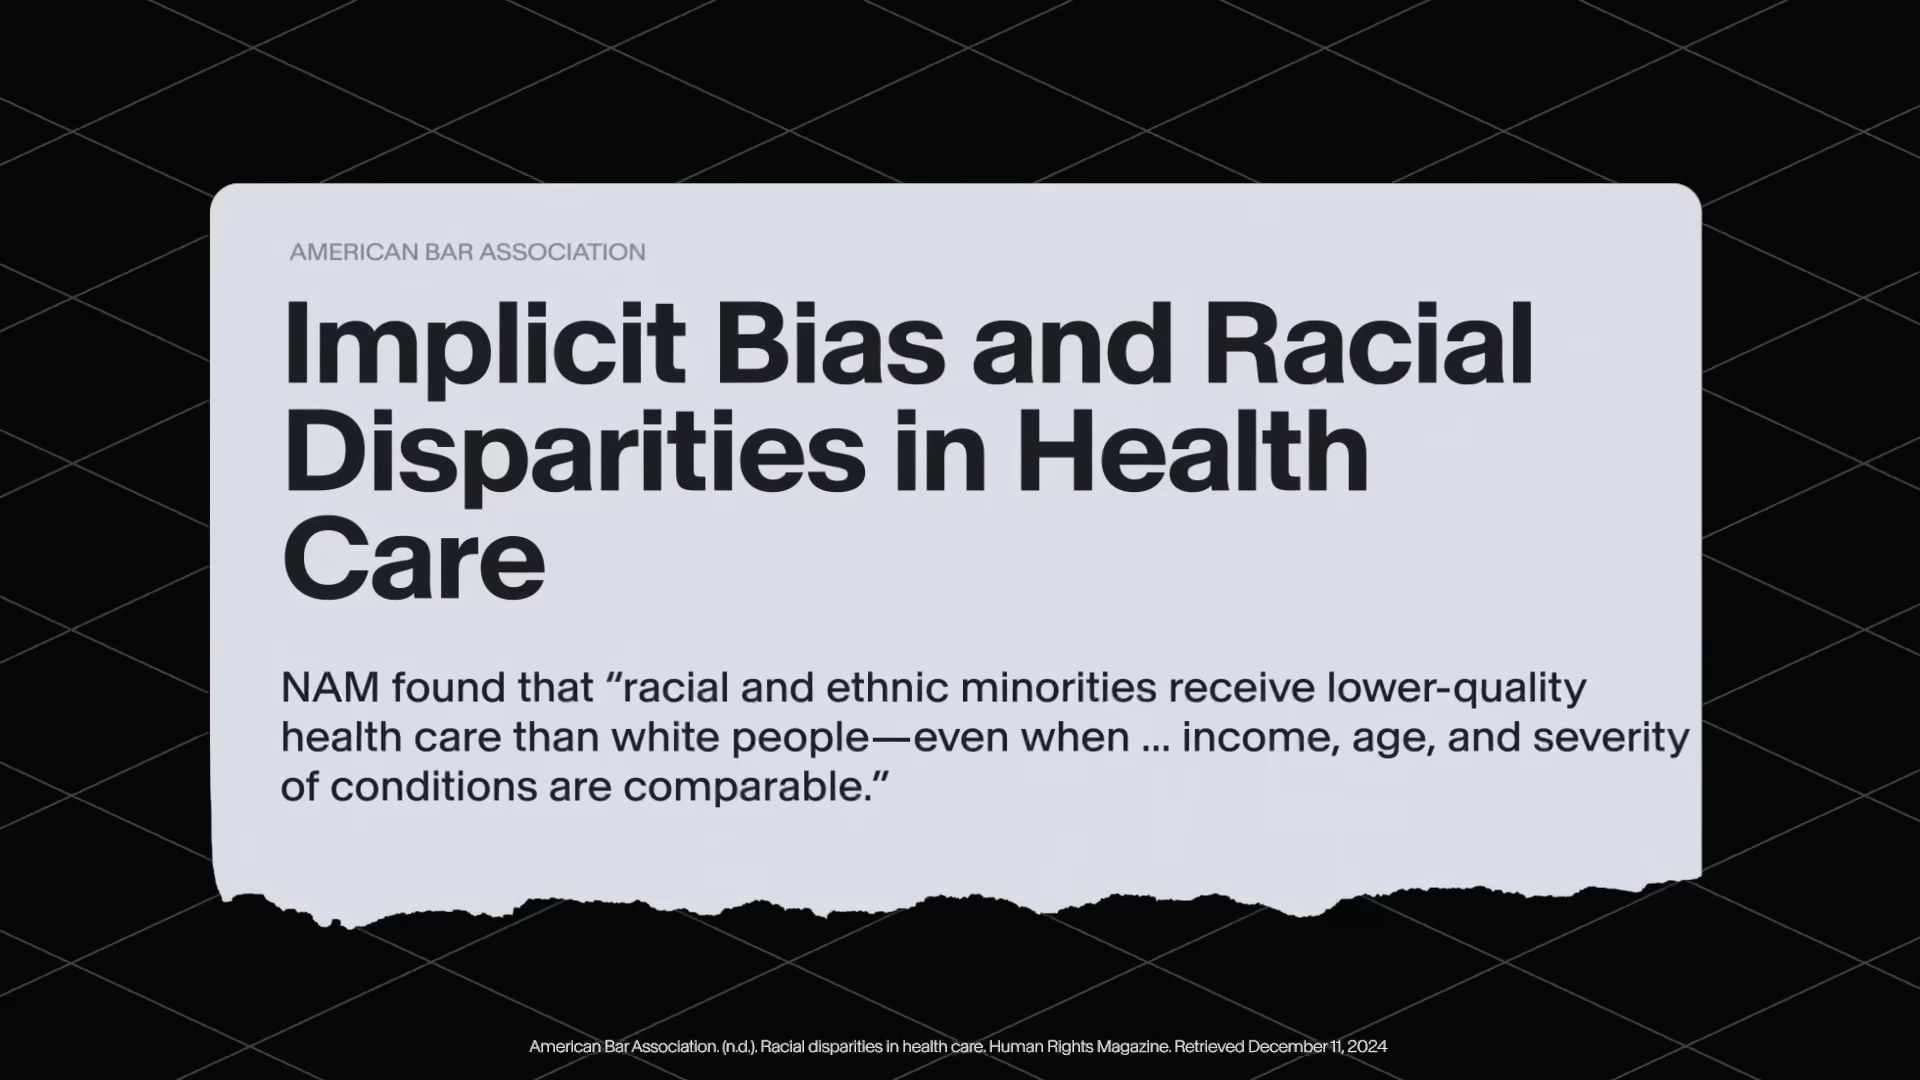 AMERICAN BAR ASSOCIATION
Implicit Bias and Racial
Disparities in Health
Care
NAM found that “racial and ethnic minorities receive lower-quality
health care than white people—even when ... income, age, and severity
of conditions are comparable.”
American Bar Association. (n.d.). Racial disparities in health care. Human Rights Magazine. Retrieved December 11, 2024